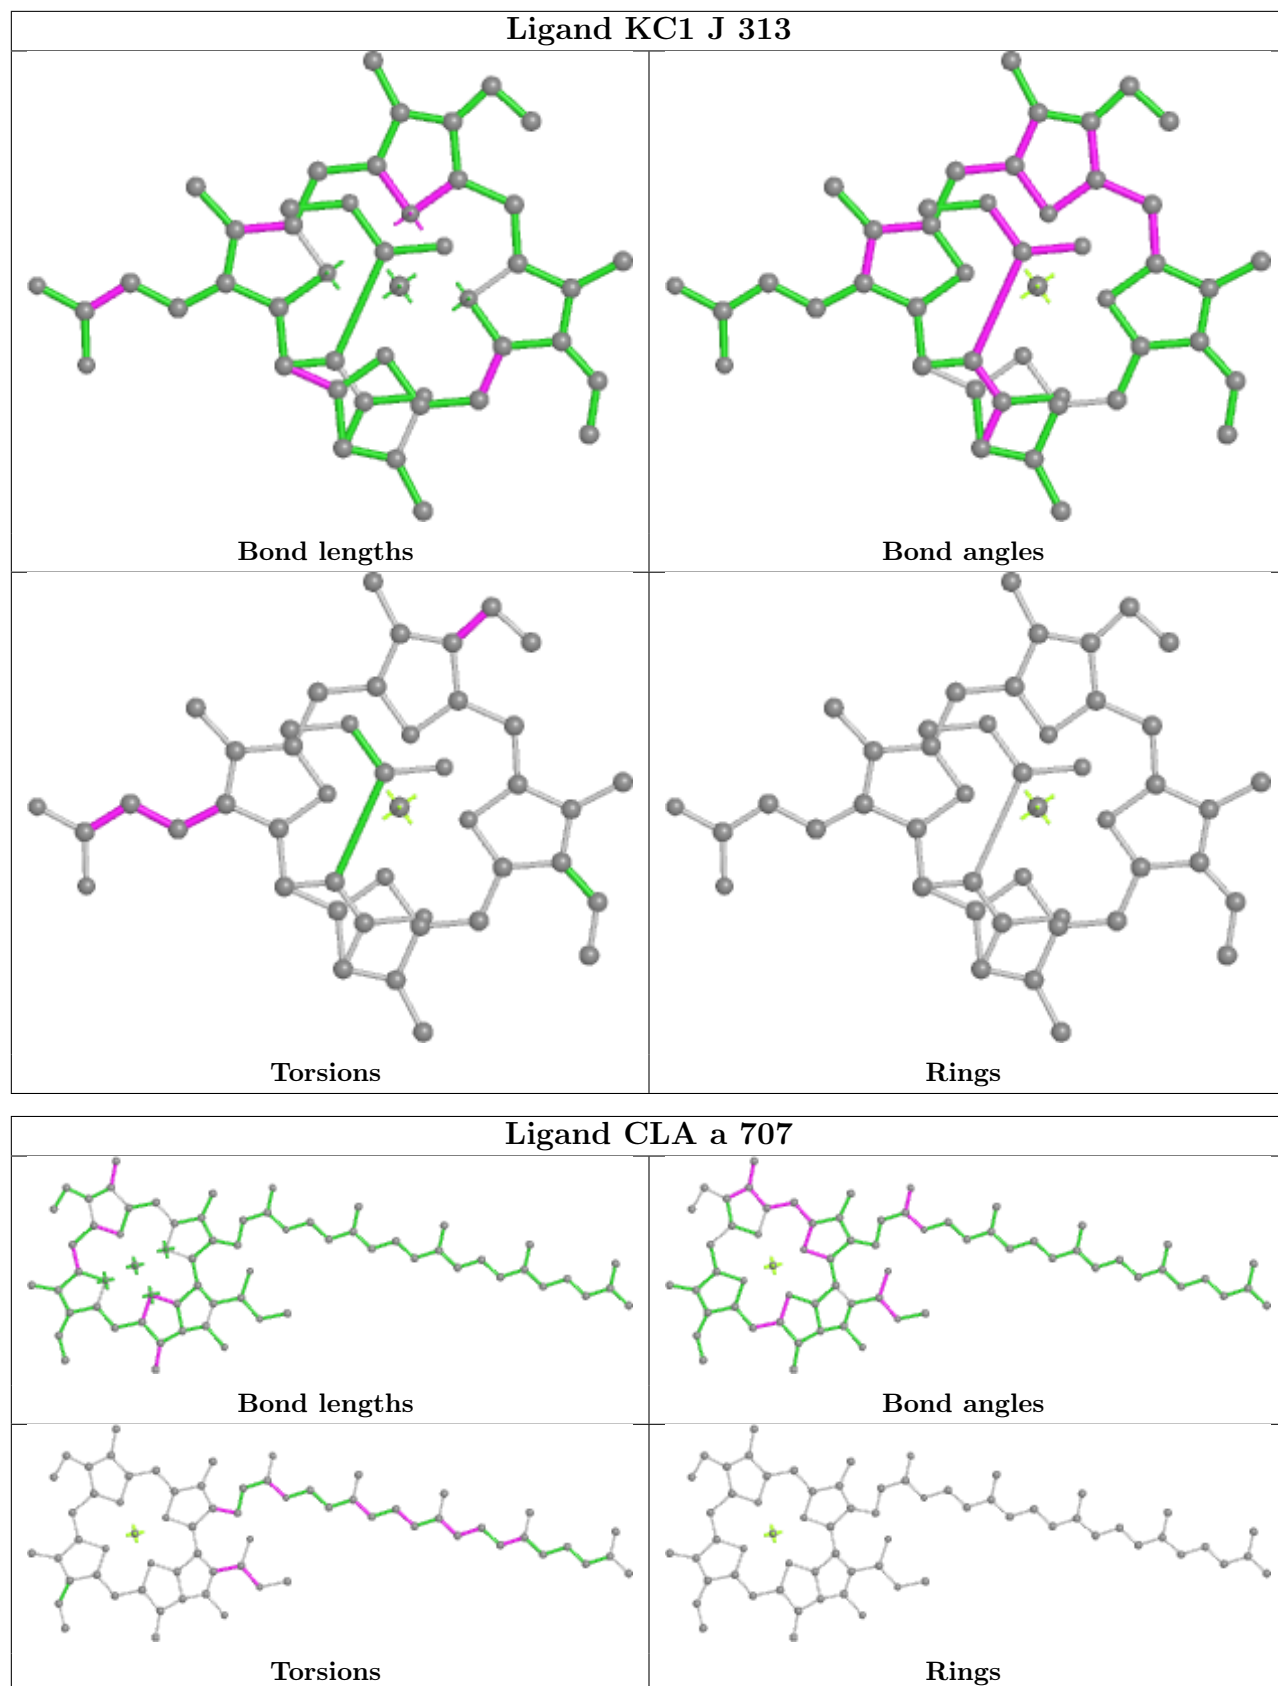 Ligand KC1 J 313
Bond lengths
Bond angles
Torsions
Rings
Ligand CLA a 707
Bond lengths
Bond angles
Torsions
Rings